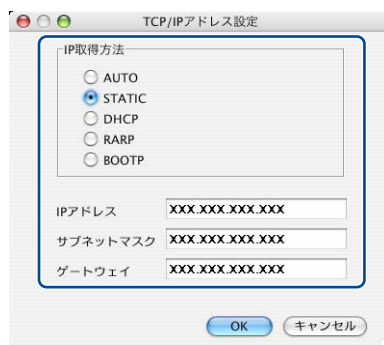 TCP/IPアドレス設定
IP取得方法
AUTO
STATIC
DHCP
RARP
BOOTP
IPアドレス XXX.XXX.XXX.XXX
サブネットマスク XXX.XXX.XXX.XXX
ゲートウェイ XXX.XXX.XXX.XXX
OK キャンセル